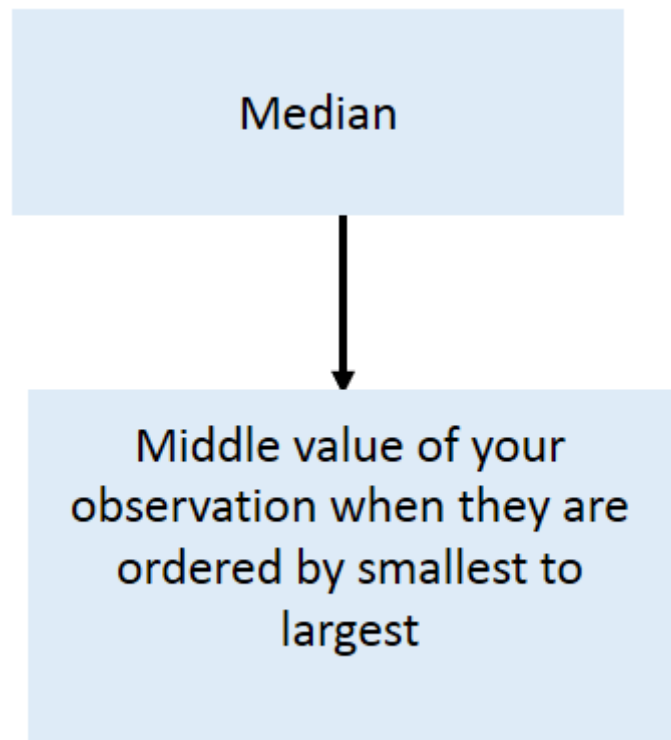 Median
Middle value of your
observation when they are
ordered by smallest to
largest